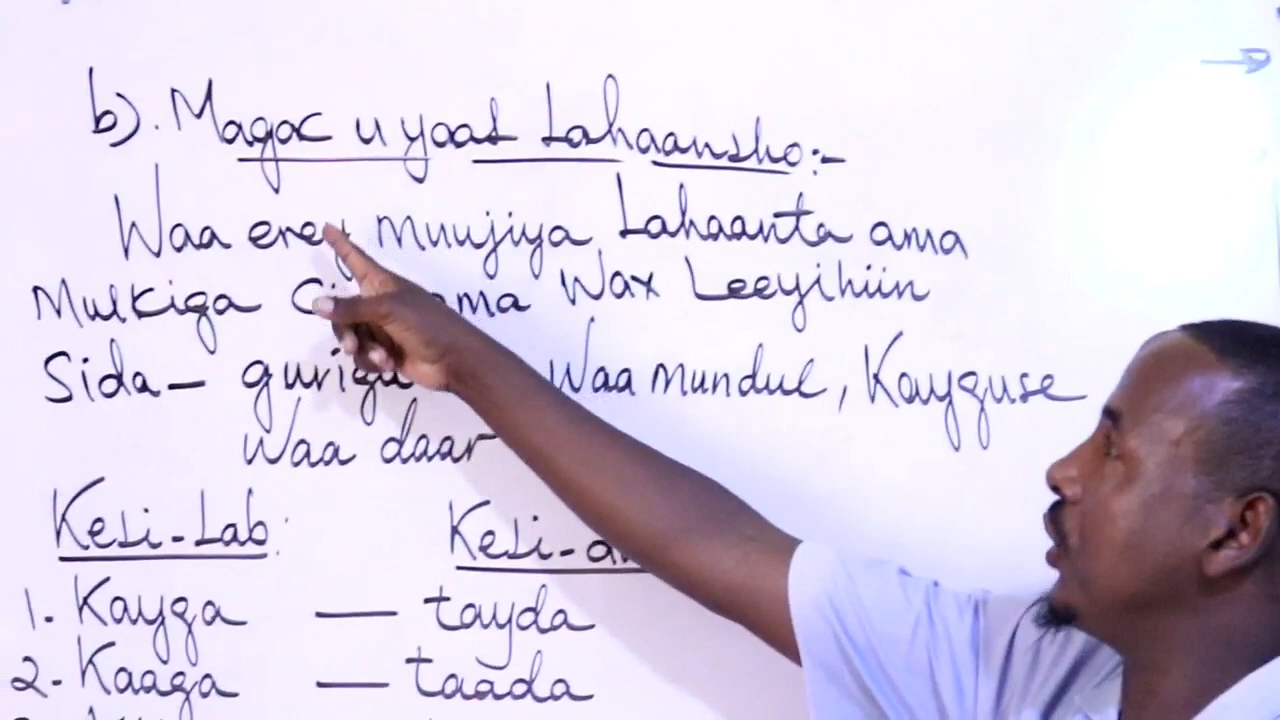 b). Magac u yaal Lahaansho:-
Waa erey muujiya Lahaanta ama
Mulkiga ama Wax Leeyihiin
Sida- guriga Waa mundul, Kayguse
Waa daar
Keli-Lab:
Keli-
1. Kayga — tayda
2. Kaaga — taada